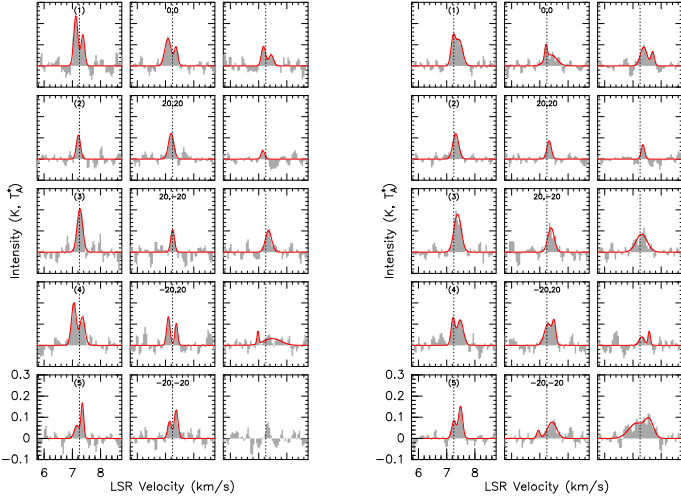 (1) 0,0 (1) 0,0
(2) 20,20 (2) 20,20
(3) 20,-20 (3) 20,-20
(4) -20,20 (4) -20,20
(5) -20,-20 (5) -20,-20
Intensity (K, T*A) Intensity (K, T*A)
0.3 0.3
0.2 0.2
0.1 0.1
0 0
-0.1 -0.1
6 7 8 6 7 8
LSR Velocity (km/s) LSR Velocity (km/s)